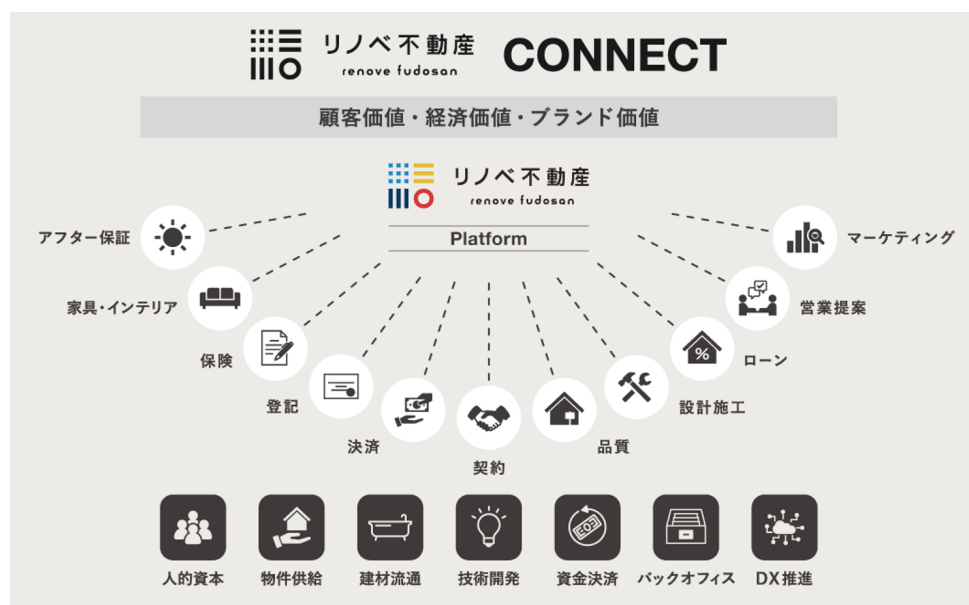 リノベ不動産
renove fudosan
CONNECT
顧客価値・経済価値・ブランド価値
リノベ不動産
renove fudosan
Platform
アフター保証
マーケティング
家具・インテリア
営業提案
保険
ローン
登記
設計施工
決済
品質
契約
%
人的資本
物件供給
建材流通
技術開発
資金決済
バックオフィス
DX推進